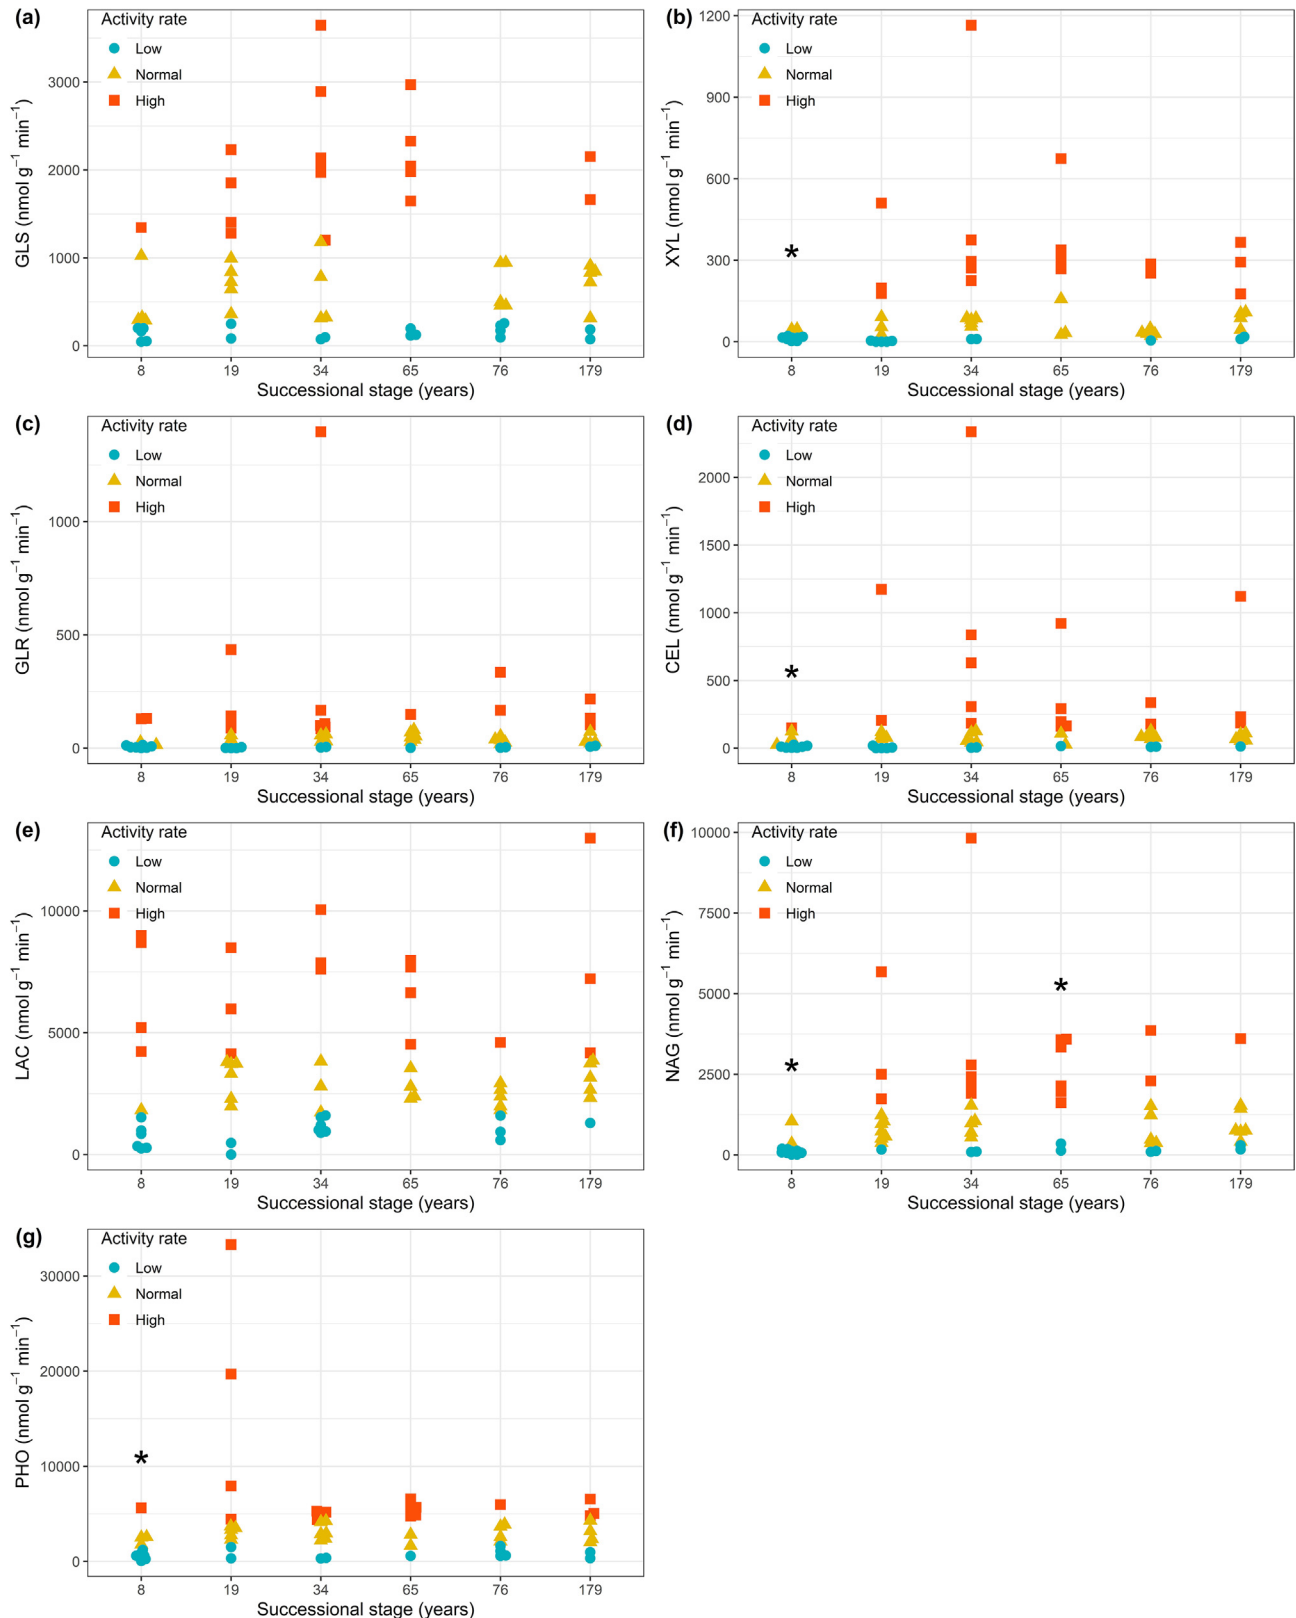 (a)
Activity rate
Low
Normal
High
GLS (nmol g−1 min−1)
3000
2000
1000
0
8 19 34 65 76 179
Successional stage (years)
(b)
Activity rate
Low
Normal
High
XYL (nmol g−1 min−1)
1200
900
600
300
0
*
8 19 34 65 76 179
Successional stage (years)
(c)
Activity rate
Low
Normal
High
GLR (nmol g−1 min−1)
1000
500
0
8 19 34 65 76 179
Successional stage (years)
(d)
Activity rate
Low
Normal
High
CEL (nmol g−1 min−1)
2000
1500
1000
500
0
*
8 19 34 65 76 179
Successional stage (years)
(e)
Activity rate
Low
Normal
High
LAC (nmol g−1 min−1)
10000
5000
0
8 19 34 65 76 179
Successional stage (years)
(f)
Activity rate
Low
Normal
High
NAG (nmol g−1 min−1)
10000
7500
5000
2500
0
*
*
8 19 34 65 76 179
Successional stage (years)
(g)
Activity rate
Low
Normal
High
PHO (nmol g−1 min−1)
30000
20000
10000
0
*
8 19 34 65 76 179
Successional stage (years)